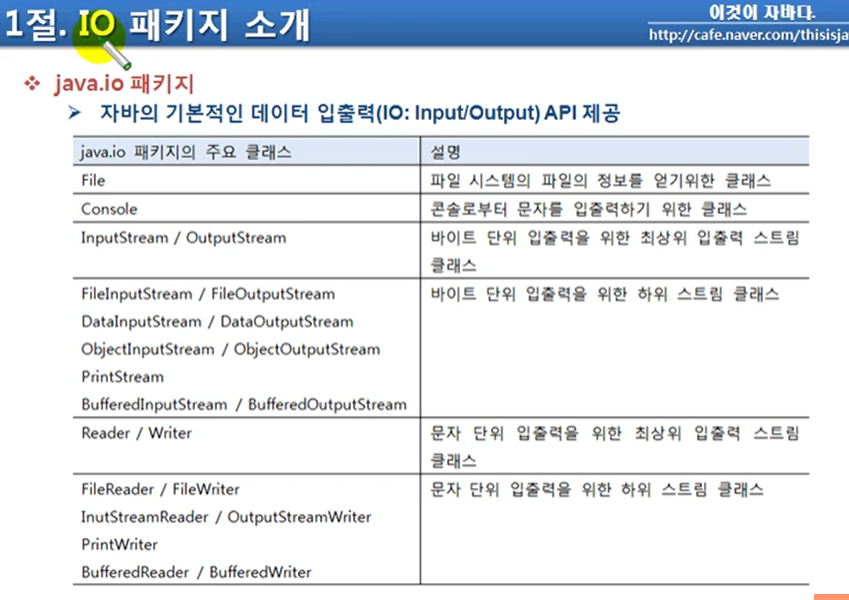 1절. IO 패키지 소개
이것이 자바다.
http://cafe.naver.com/thisisja
❖ java.io 패키지
➢ 자바의 기본적인 데이터 입출력(IO: Input/Output) API 제공
java.io 패키지의 주요 클래스 설명
File 파일 시스템의 파일의 정보를 얻기위한 클래스
Console 콘솔로부터 문자를 입출력하기 위한 클래스
InputStream / OutputStream 바이트 단위 입출력을 위한 최상위 입출력 스트림
클래스
FileInputStream / FileOutputStream 바이트 단위 입출력을 위한 하위 스트림 클래스
DataInputStream / DataOutputStream
ObjectInputStream / ObjectOutputStream
PrintStream
BufferedInputStream / BufferedOutputStream
Reader / Writer 문자 단위 입출력을 위한 최상위 입출력 스트림
클래스
FileReader / FileWriter 문자 단위 입출력을 위한 하위 스트림 클래스
InutStreamReader / OutputStreamWriter
PrintWriter
BufferedReader / BufferedWriter